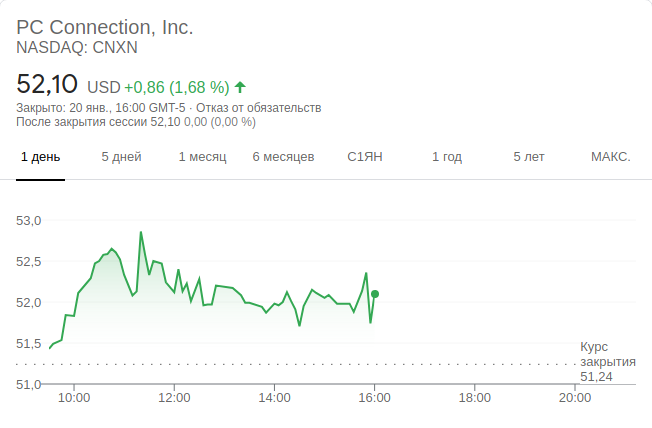 PC Connection, Inc.
NASDAQ: CNXN
52,10 USD +0,86 (1,68 %)
Закрыто: 20 янв., 16:00 GMT-5 · Отказ от обязательств
После закрытия сессии 52,10 0,00 (0,00 %)
1 день 5 дней 1 месяц 6 месяцев С1ЯН 1 год 5 лет МАКС.
53,0
52,5
52,0
51,5
51,0
Курс
закрытия
51,24
10:00 12:00 14:00 16:00 18:00 20:00